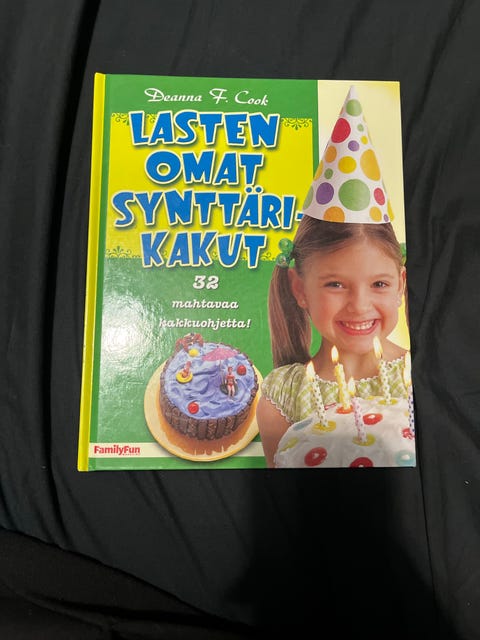 Deanna F. Cook
LASTEN
OMAT
SYNTTÄRI-
KAKUT
32
mahtavaa
kakkuohjetta!
FamilyFun